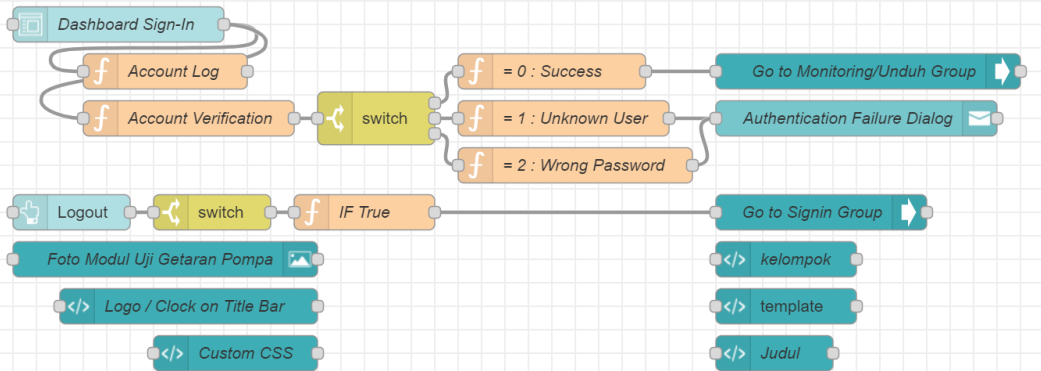 Dashboard Sign-In
Account Log
= 0 : Success
Go to Monitoring/Unduh Group
Account Verification
switch
= 1 : Unknown User
Authentication Failure Dialog
= 2 : Wrong Password
Logout
switch
IF True
Go to Signin Group
Foto Modul Uji Getaran Pompa
kelompok
Logo / Clock on Title Bar
template
Custom CSS
Judul